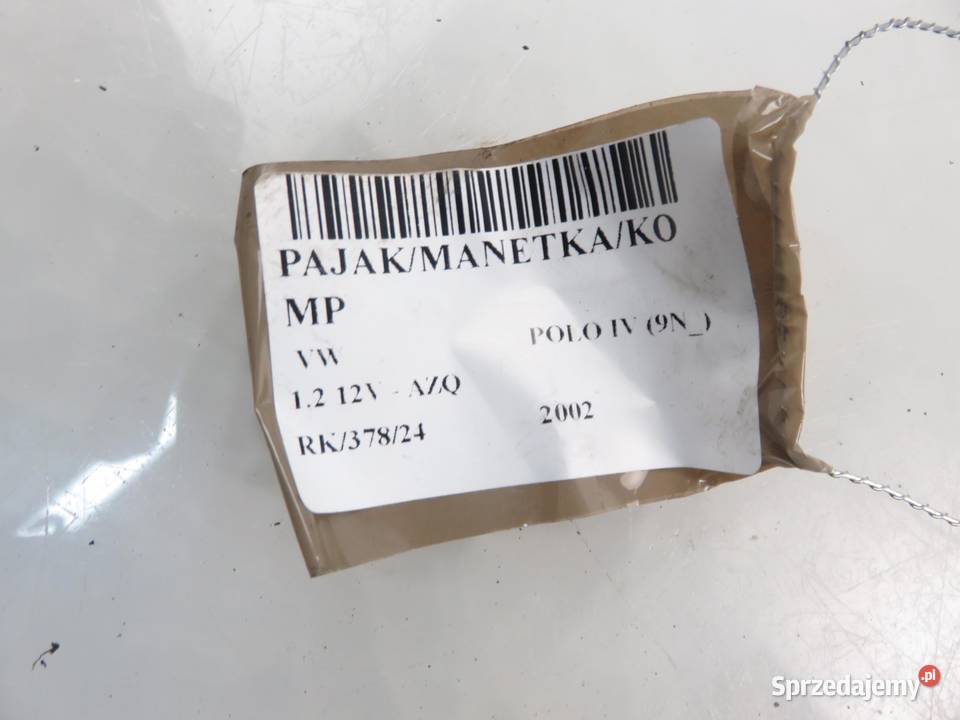 PAJAK/MANETKA/KO
MP
VW POLO IV (9N_)
1.2 12V - AZQ
RK/378/24 2002
Sprzedajemy.pl